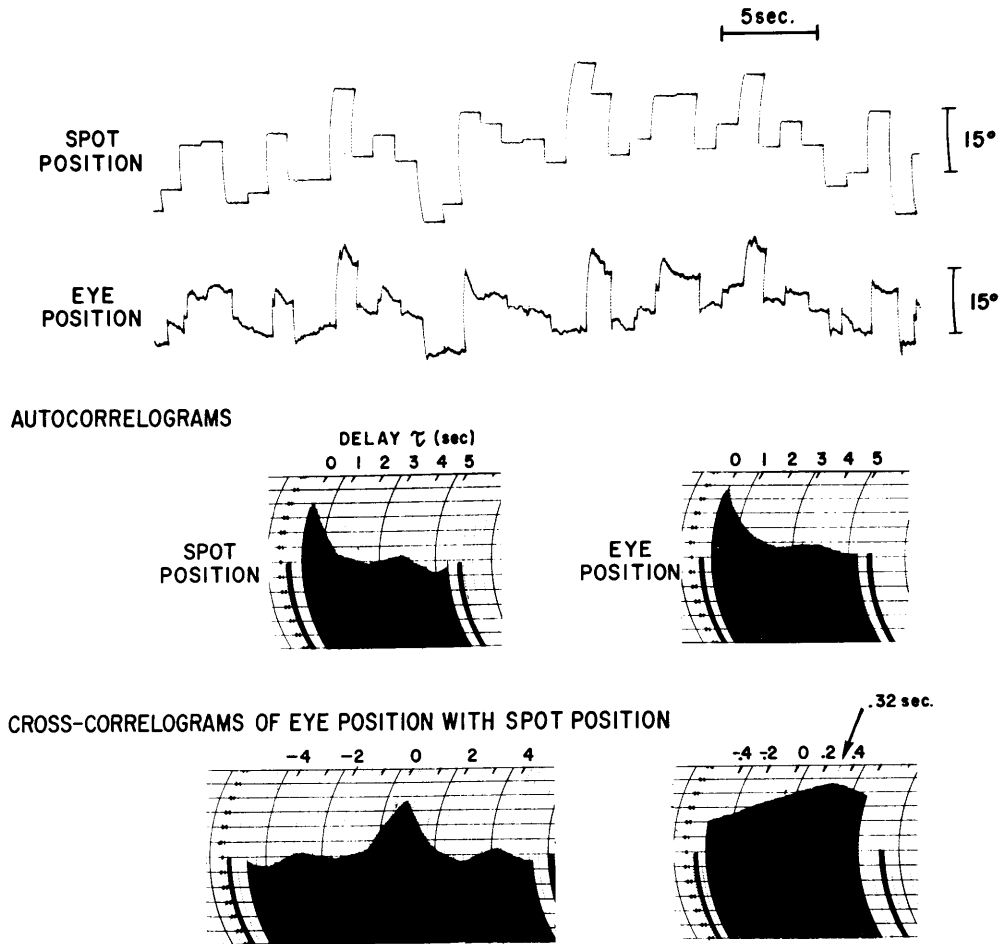 5 sec.
SPOT
POSITION
15°
EYE
POSITION
15°
AUTOCORRELOGRAMS
DELAY τ (sec)
0 1 2 3 4 5
0 1 2 3 4 5
SPOT
POSITION
EYE
POSITION
CROSS-CORRELOGRAMS OF EYE POSITION WITH SPOT POSITION
.32 sec.
-4 -2 0 2 4
-.4 -.2 0 .2 .4